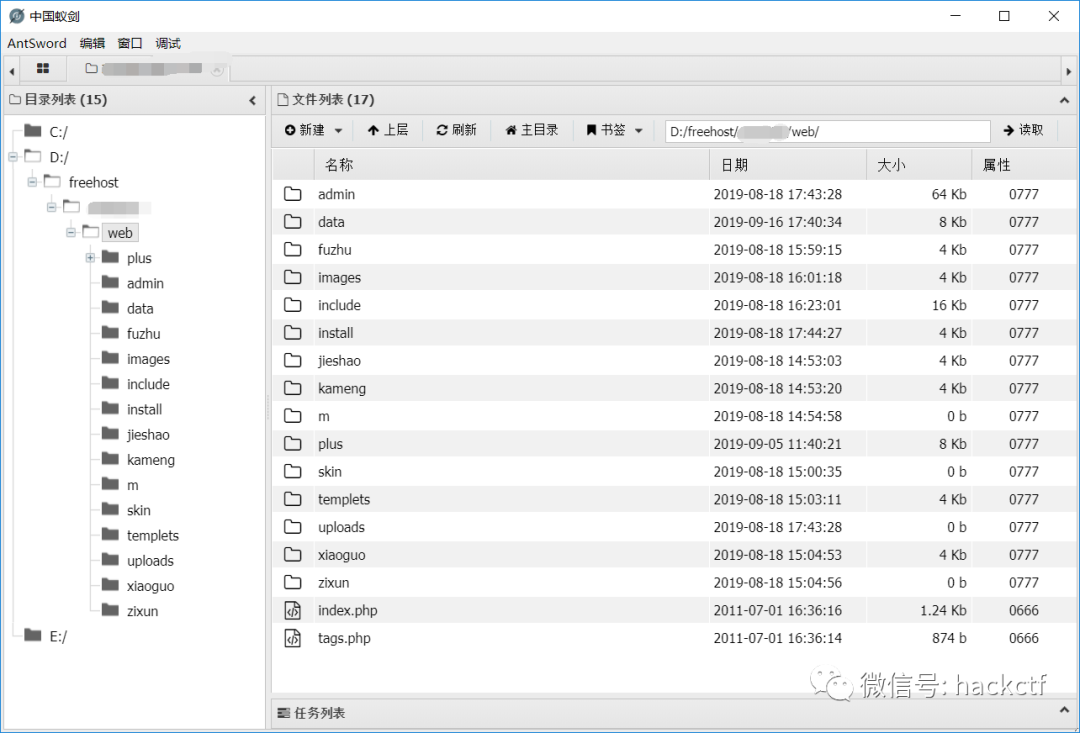 中国蚁剑
AntSword 编辑 窗口 调试
目录列表 (15)
C:/
D:/
freehost
web
plus
admin
data
fuzhu
images
include
install
jieshao
kameng
m
skin
templets
uploads
xiaoguo
zixun
E:/
文件列表 (17)
新建 上层 刷新 主目录 书签 D:/freehost/ /web/ 读取
名称 日期 大小 属性
admin 2019-08-18 17:43:28 64 Kb 0777
data 2019-09-16 17:40:34 8 Kb 0777
fuzhu 2019-08-18 15:59:15 4 Kb 0777
images 2019-08-18 16:01:18 4 Kb 0777
include 2019-08-18 16:23:01 16 Kb 0777
install 2019-08-18 17:44:27 4 Kb 0777
jieshao 2019-08-18 14:53:03 4 Kb 0777
kameng 2019-08-18 14:53:20 4 Kb 0777
m 2019-08-18 14:54:58 0 b 0777
plus 2019-09-05 11:40:21 8 Kb 0777
skin 2019-08-18 15:00:35 0 b 0777
templets 2019-08-18 15:03:11 4 Kb 0777
uploads 2019-08-18 17:43:28 0 b 0777
xiaoguo 2019-08-18 15:04:53 4 Kb 0777
zixun 2019-08-18 15:04:56 0 b 0777
index.php 2011-07-01 16:36:16 1.24 Kb 0666
tags.php 2011-07-01 16:36:14 874 b 0666
微信号: hackctf
任务列表